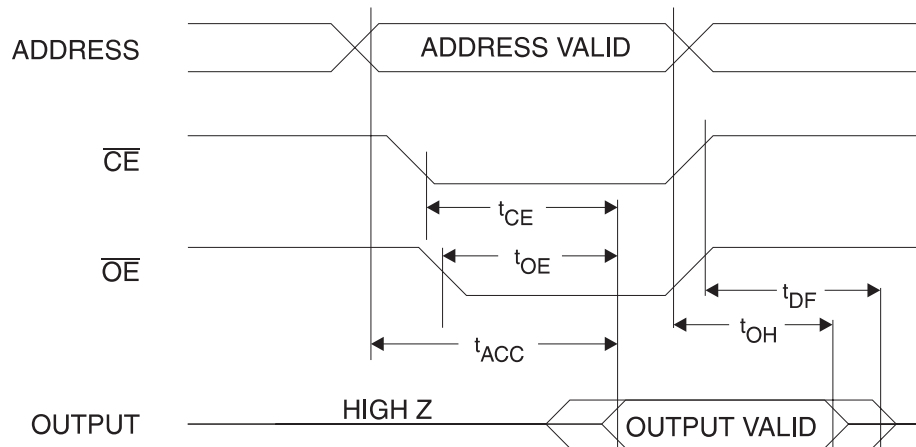 ADDRESS
ADDRESS VALID
CE
tCE
OE
tOE
tDF
tOH
tACC
OUTPUT
HIGH Z
OUTPUT VALID